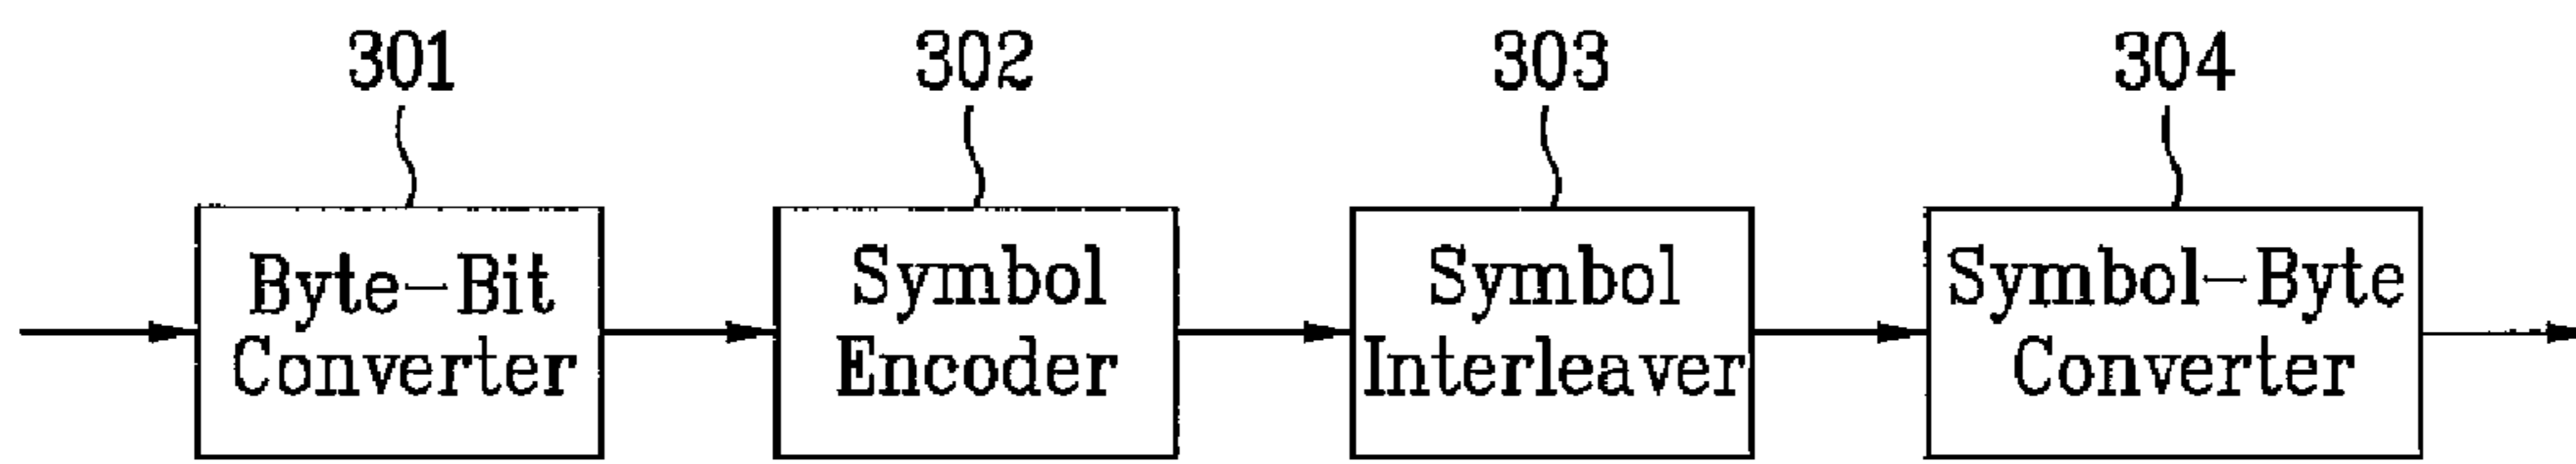 301
302
303
304
Byte-Bit
Converter
Symbol
Encoder
Symbol
Interleaver
Symbol-Byte
Converter